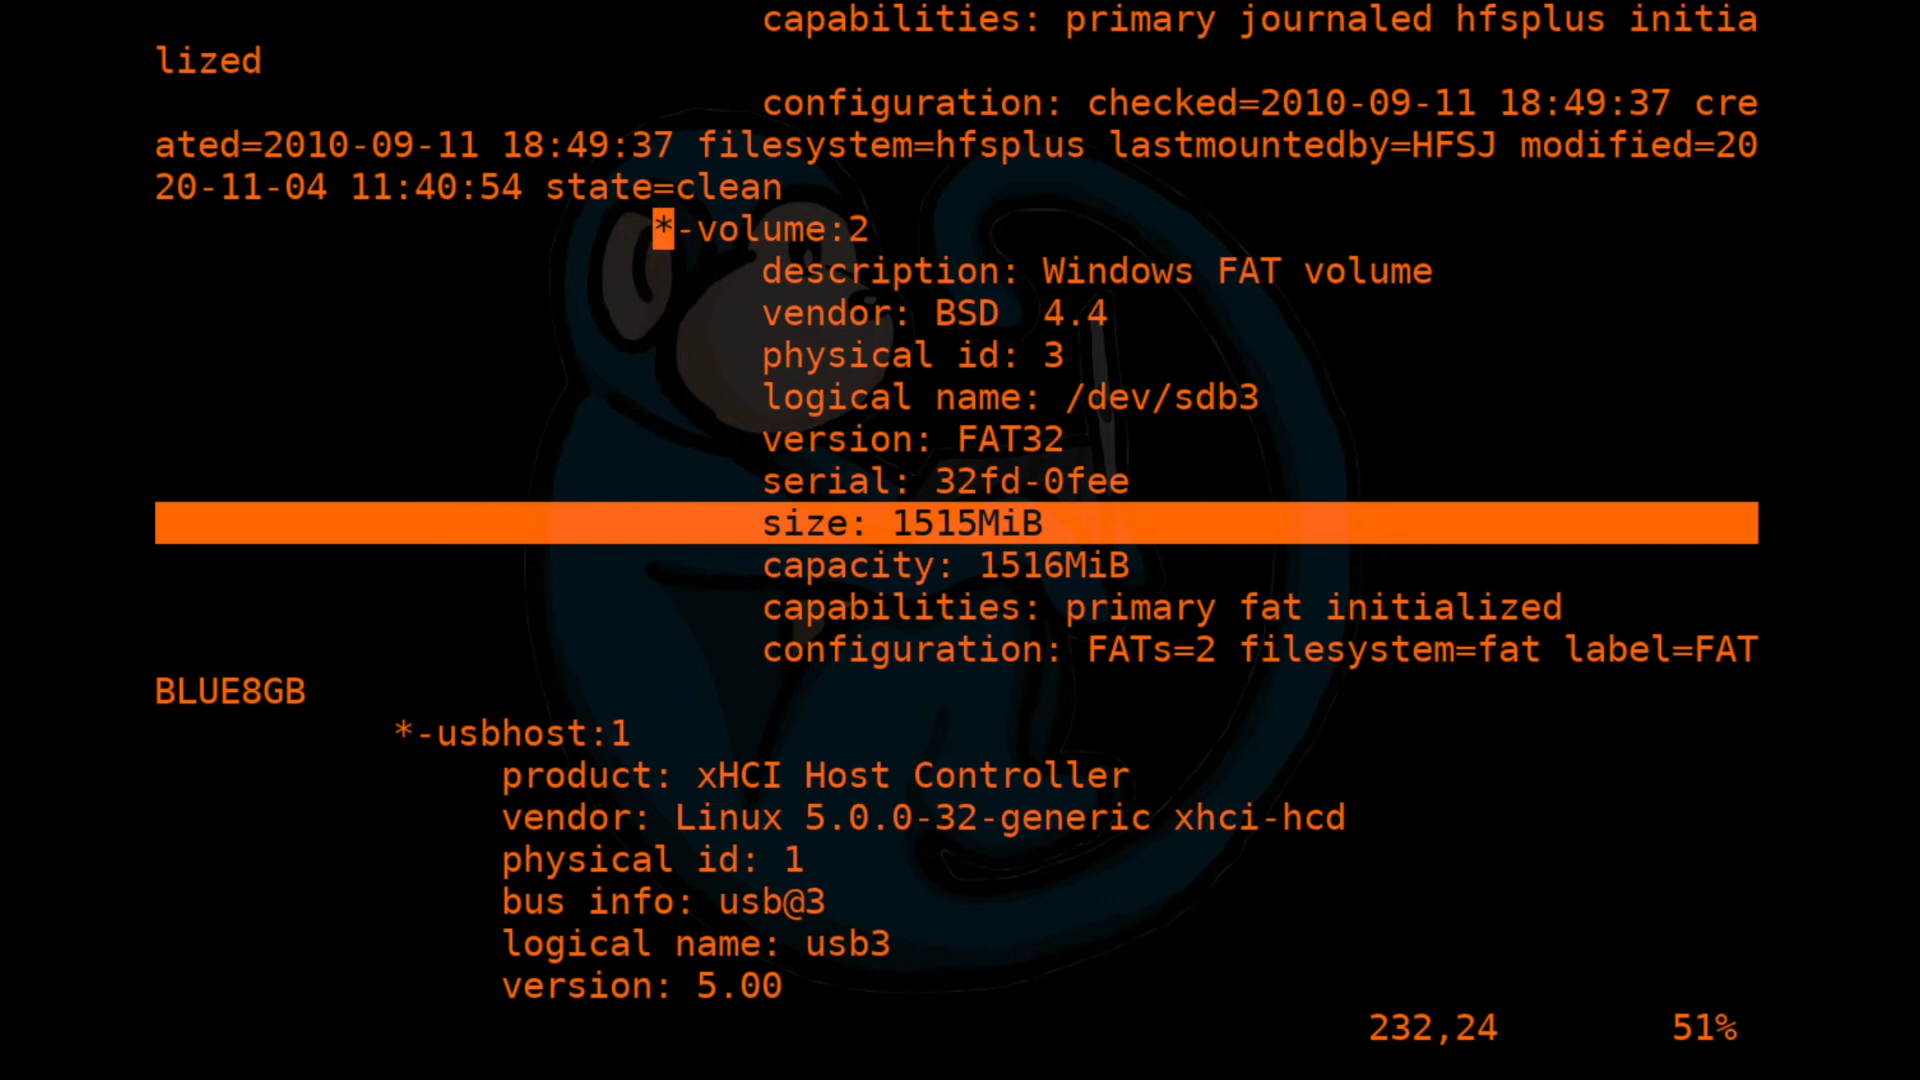 capabilities: primary journaled hfsplus initia
lized
configuration: checked=2010-09-11 18:49:37 cre
ated=2010-09-11 18:49:37 filesystem=hfsplus lastmountedby=HFSJ modified=20
20-11-04 11:40:54 state=clean
*-volume:2
description: Windows FAT volume
vendor: BSD  4.4
physical id: 3
logical name: /dev/sdb3
version: FAT32
serial: 32fd-0fee
size: 1515MiB
capacity: 1516MiB
capabilities: primary fat initialized
configuration: FATs=2 filesystem=fat label=FAT
BLUE8GB
*-usbhost:1
product: xHCI Host Controller
vendor: Linux 5.0.0-32-generic xhci-hcd
physical id: 1
bus info: usb@3
logical name: usb3
version: 5.00
232,24 51%